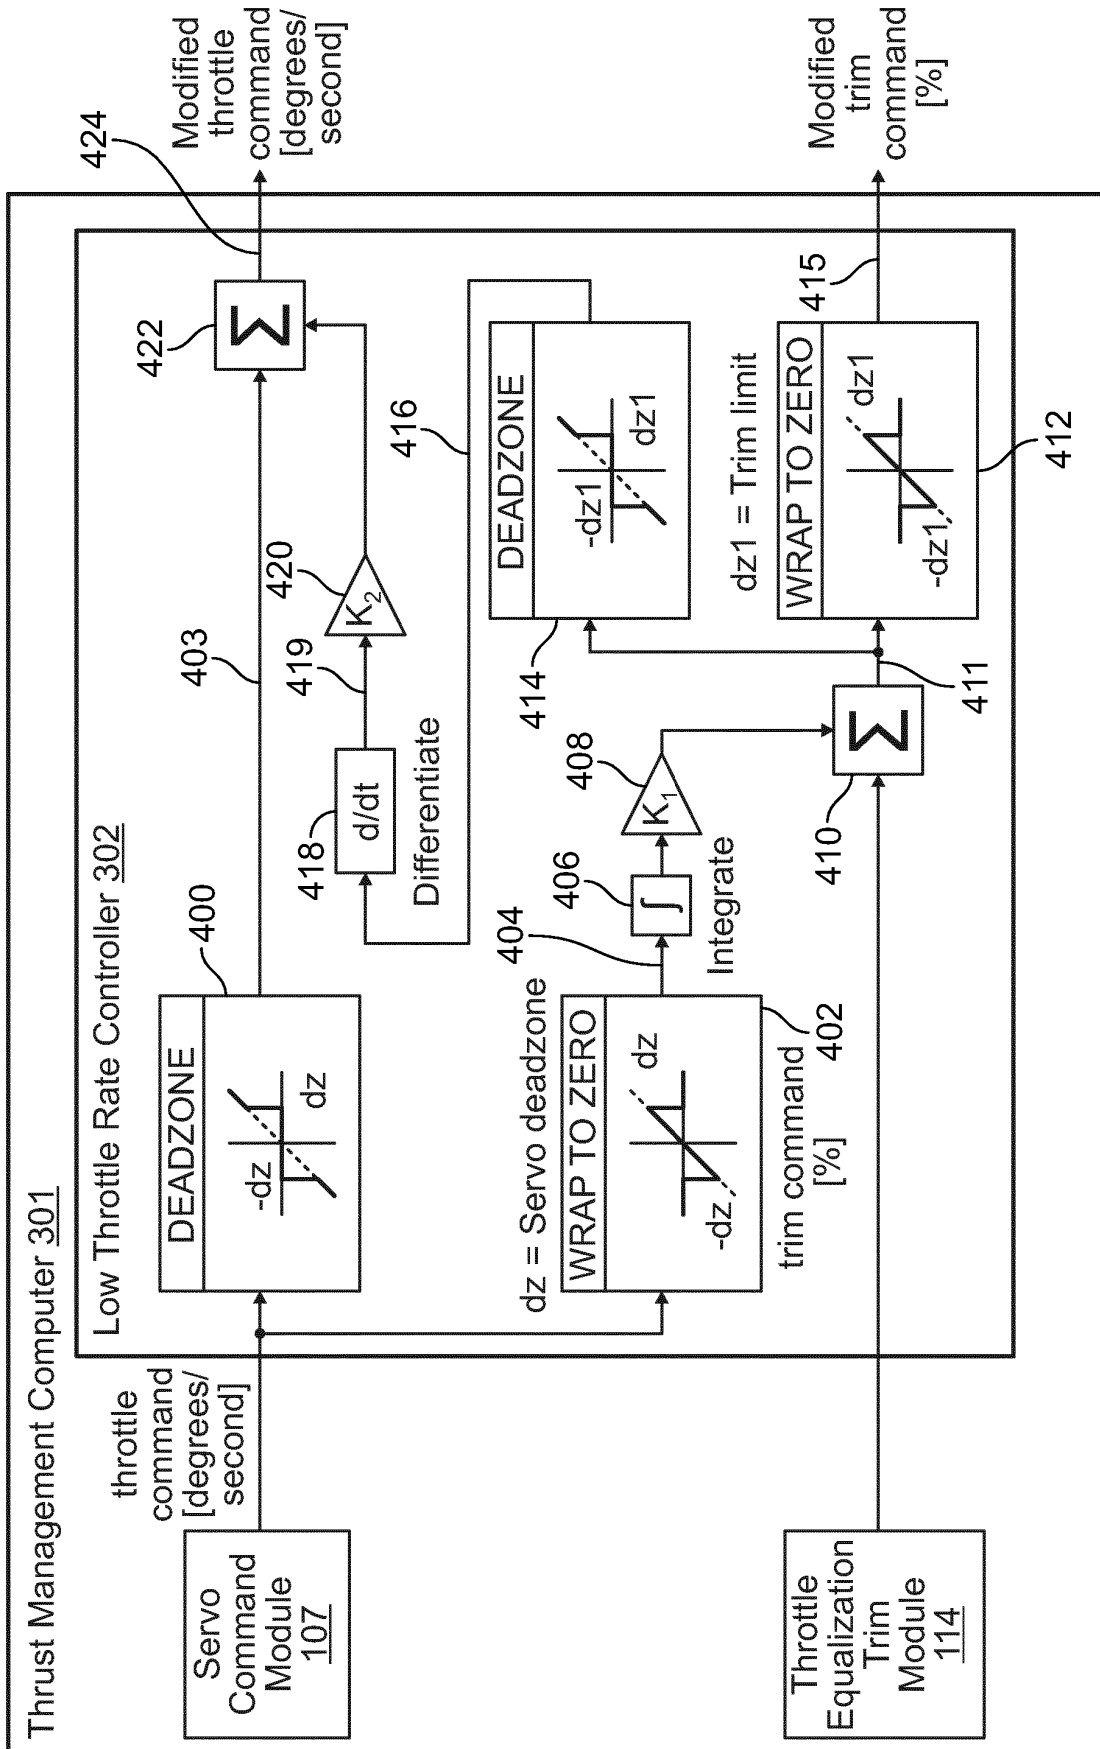 Thrust Management Computer 301
Low Throttle Rate Controller 302
Servo
Command
Module
107
throttle
command
[degrees/
second]
DEADZONE
-dz
dz
400
403
422
Σ
424
Modified
throttle
command
[degrees/
second]
418
d/dt
Differentiate
419
420
K2
416
dz = Servo deadzone
WRAP TO ZERO
dz
-dz
402
404
406
∫
Integrate
408
K1
414
DEADZONE
-dz1
dz1
Throttle
Equalization
Trim
Module
114
trim command
[%]
410
Σ
411
dz1 = Trim limit
WRAP TO ZERO
dz1
-dz1
412
415
Modified
trim
command
[%]